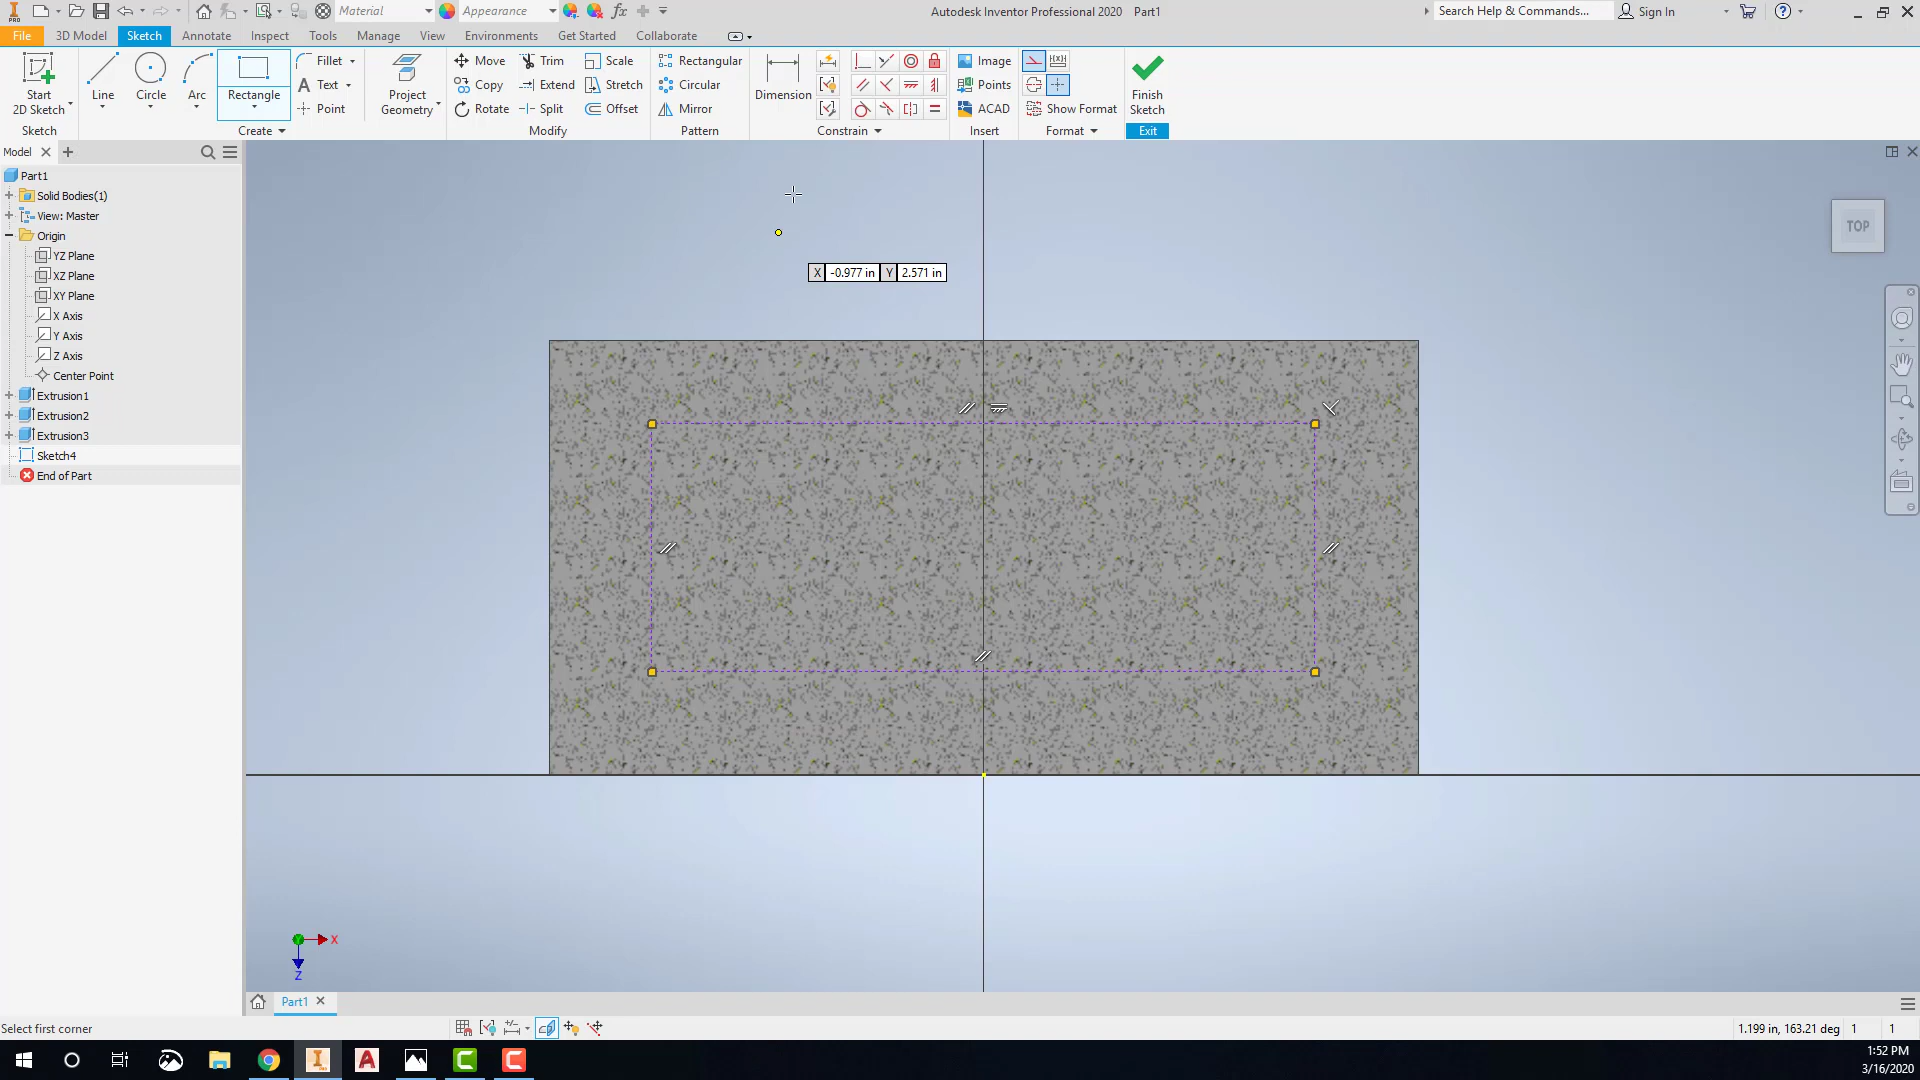 Material
Appearance
Autodesk Inventor Professional 2020 Part1
Search Help & Commands...
Sign In
File 3D Model Sketch Annotate Inspect Tools Manage View Environments Get Started Collaborate
Start
2D Sketch
Line
Circle
Arc
Rectangle
Fillet
Text
Point
Project
Geometry
Move
Copy
Rotate
Trim
Extend
Split
Scale
Stretch
Offset
Rectangular
Circular
Mirror
Dimension
Image
Points
ACAD
Show Format
Finish
Sketch
Sketch Create Modify Pattern Constrain Insert Format Exit
Model
Part1
Solid Bodies(1)
View: Master
Origin
YZ Plane
XZ Plane
XY Plane
X Axis
Y Axis
Z Axis
Center Point
Extrusion1
Extrusion2
Extrusion3
Sketch4
End of Part
TOP
X -0.977 in Y 2.571 in
X
Z
Part1
Select first corner
1.199 in, 163.21 deg 1 1
1:52 PM
3/16/2020